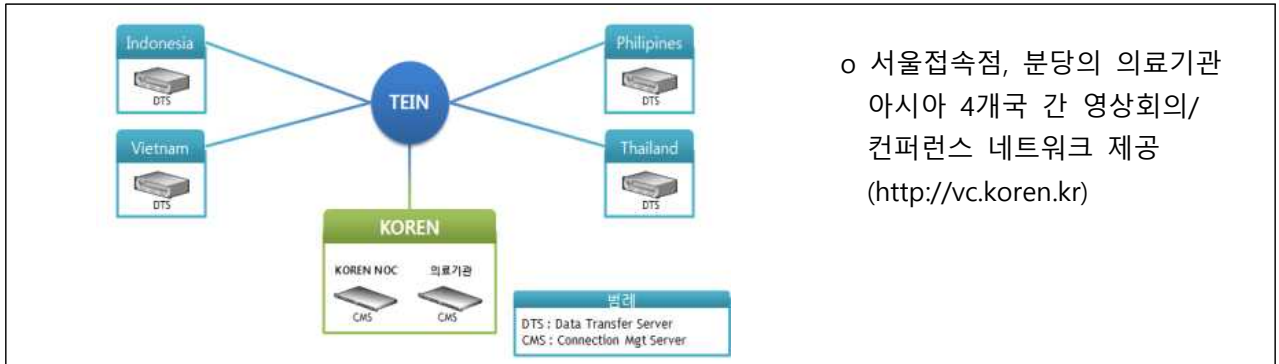 Indonesia
DTS
Philipines
DTS
TEIN
Vietnam
DTS
Thailand
DTS
KOREN
KOREN NOC
의료기관
CMS
CMS
범례
DTS : Data Transfer Server
CMS : Connection Mgt Server
o 서울접속점, 분당의 의료기관
아시아 4개국 간 영상회의/
컨퍼런스 네트워크 제공
(http://vc.koren.kr)